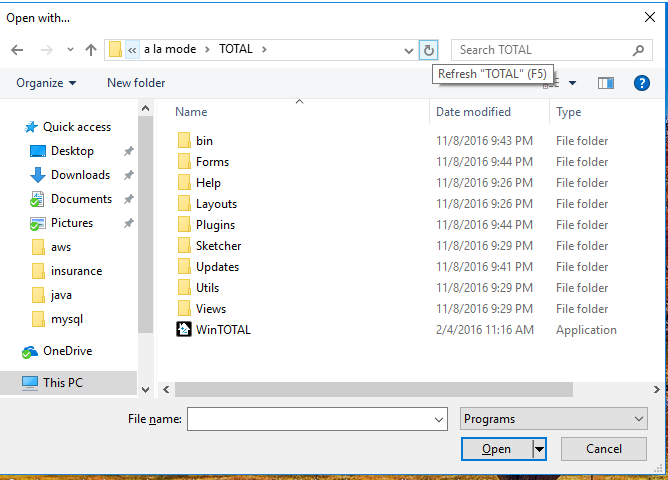 Open with...
« a la mode > TOTAL >
Search TOTAL
Refresh "TOTAL" (F5)
Organize
New folder
?
Name
Date modified
Type
Quick access
Desktop
Downloads
Documents
Pictures
aws
insurance
java
mysql
OneDrive
This PC
bin 11/8/2016 9:43 PM File folder
Forms 11/8/2016 9:44 PM File folder
Help 11/8/2016 9:26 PM File folder
Layouts 11/8/2016 9:26 PM File folder
Plugins 11/8/2016 9:44 PM File folder
Sketcher 11/8/2016 9:29 PM File folder
Updates 11/8/2016 9:41 PM File folder
Utils 11/8/2016 9:29 PM File folder
Views 11/8/2016 9:29 PM File folder
WinTOTAL 2/4/2016 11:16 AM Application
File name:
Programs
Open
Cancel